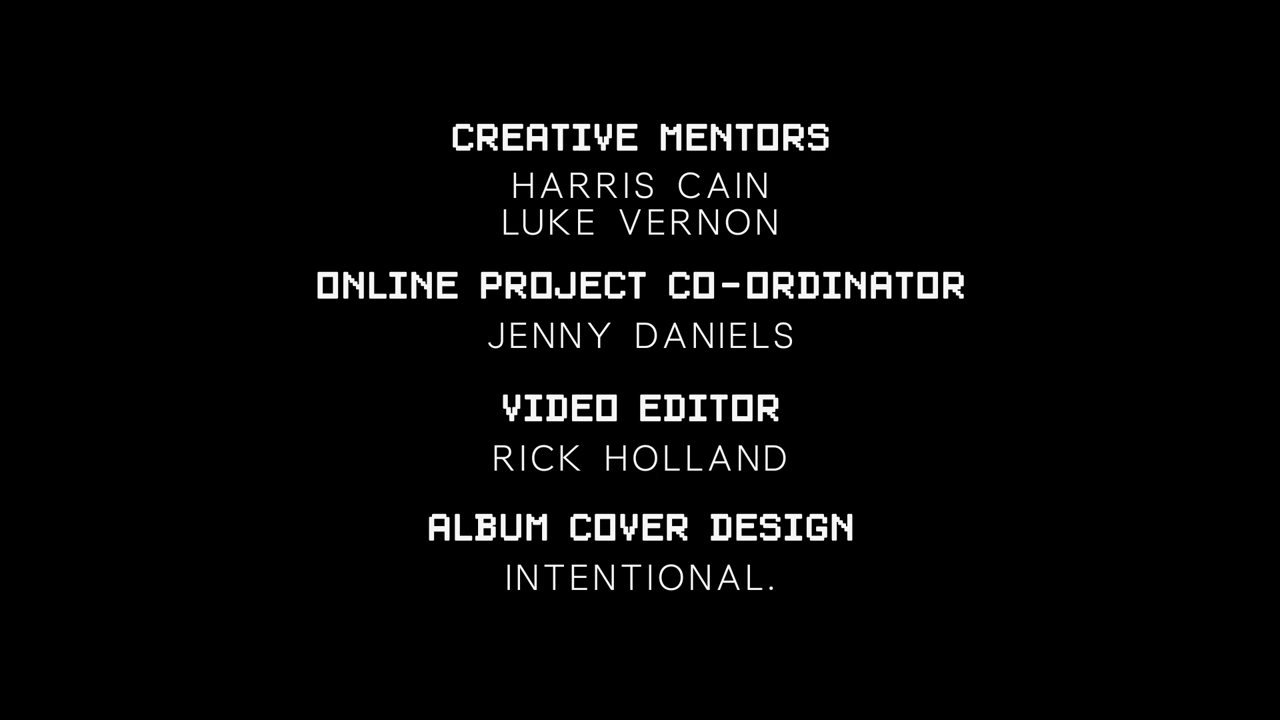 CREATIVE MENTORS
HARRIS CAIN
LUKE VERNON
ONLINE PROJECT CO-ORDINATOR
JENNY DANIELS
VIDEO EDITOR
RICK HOLLAND
ALBUM COVER DESIGN
INTENTIONAL.